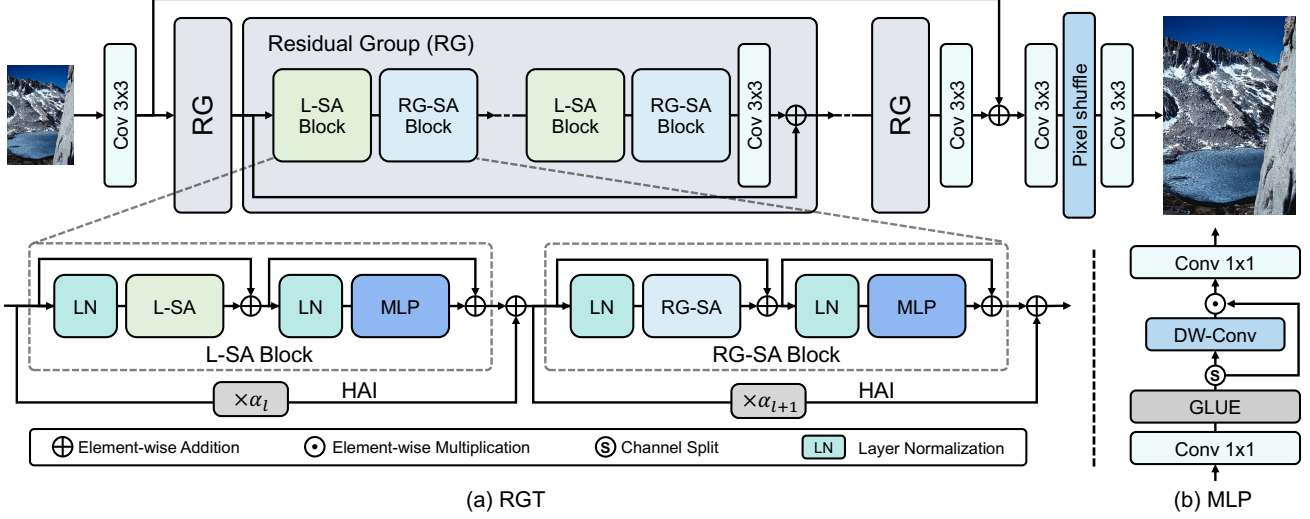 Cov 3x3
RG
Residual Group (RG)
L-SA
Block
RG-SA
Block
L-SA
Block
RG-SA
Block
Cov 3x3
RG
Cov 3x3
Cov 3x3
Pixel shuffle
Cov 3x3
LN
L-SA
LN
MLP
L-SA Block
×α_l
HAI
LN
RG-SA
LN
MLP
RG-SA Block
×α_{l+1}
HAI
Element-wise Addition
Element-wise Multiplication
S Channel Split
LN Layer Normalization
(a) RGT
Conv 1x1
DW-Conv
S
GLUE
Conv 1x1
(b) MLP